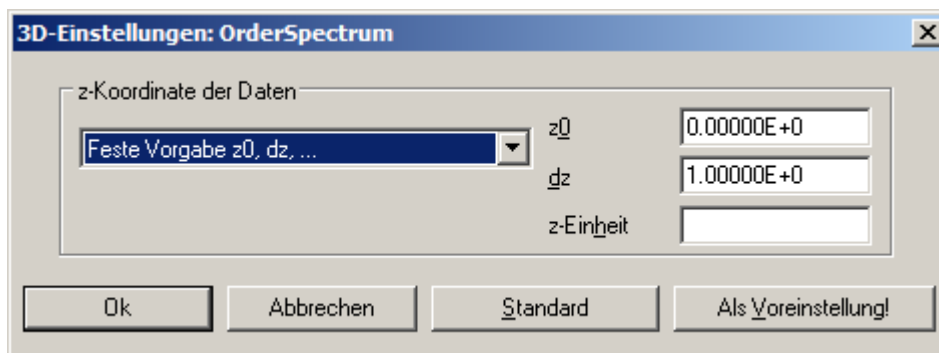 3D-Einstellungen: OrderSpectrum
z-Koordinate der Daten
Feste Vorgabe z0, dz, ...
z0 0.00000E+0
dz 1.00000E+0
z-Einheit
Ok Abbrechen Standard Als Voreinstellung!